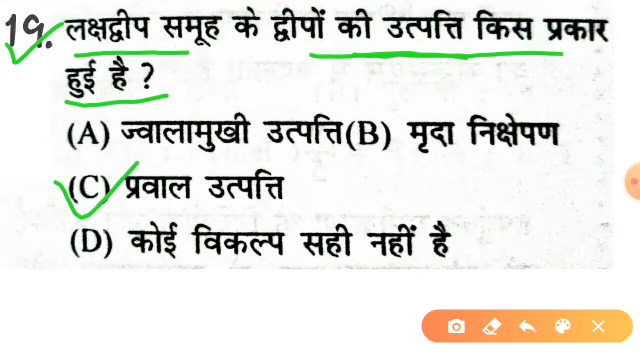 19. लक्षद्वीप समूह के द्वीपों की उत्पत्ति किस प्रकार
हुई है ?
(A) ज्वालामुखी उत्पत्ति(B) मृदा निक्षेपण
(C) प्रवाल उत्पत्ति
(D) कोई विकल्प सही नहीं है